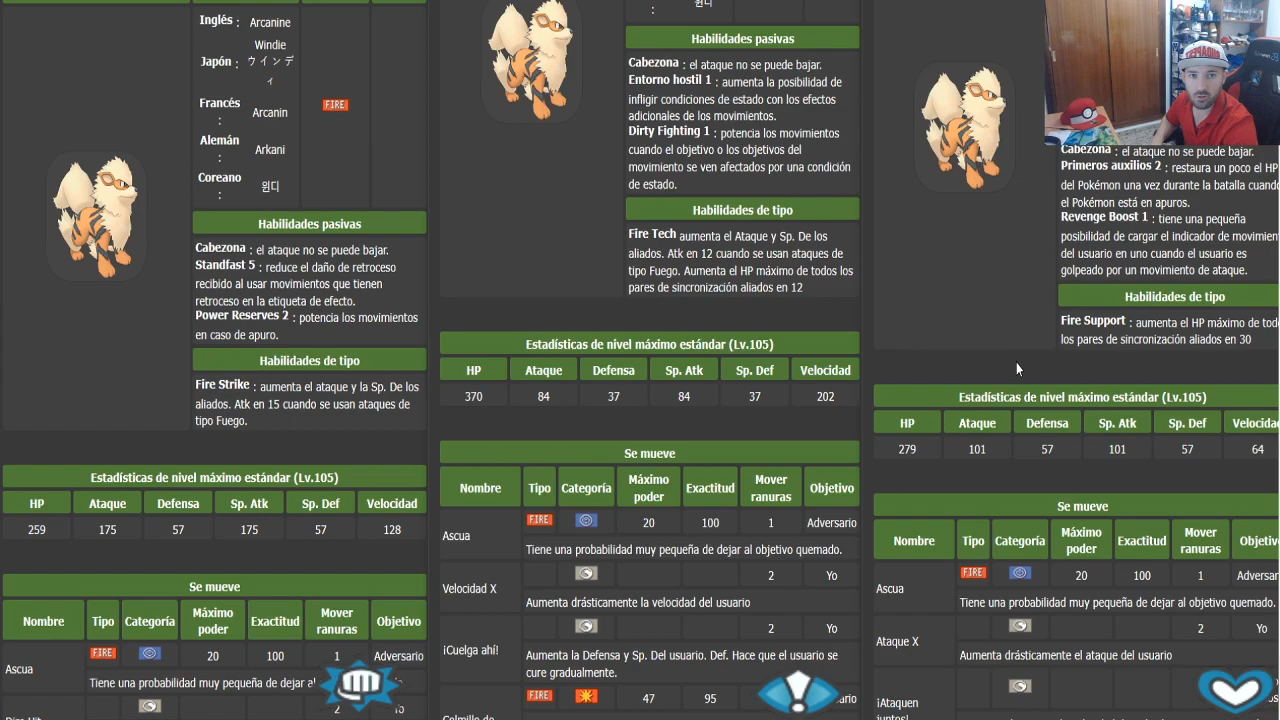 Inglés : Arcanine
Windie
Japón : ウインデ
ィ
Francés
: Arcanin
Alemán
: Arkani
Coreano
: 윈디
FIRE
Habilidades pasivas
Cabezona : el ataque no se puede bajar.
Standfast 5 : reduce el daño de retroceso
recibido al usar movimientos que tienen
retroceso en la etiqueta de efecto.
Power Reserves 2 : potencia los movimientos
en caso de apuro.
Habilidades de tipo
Fire Strike : aumenta el ataque y la Sp. De los
aliados. Atk en 15 cuando se usan ataques de
tipo Fuego.
Estadísticas de nivel máximo estándar (Lv.105)
HP Ataque Defensa Sp. Atk Sp. Def Velocidad
259 175 57 175 57 128
Se mueve
Nombre Tipo Categoría Máximo poder Exactitud Mover ranuras Objetivo
Ascua FIRE 20 100 1 Adversario
Tiene una probabilidad muy pequeña de dejar al
2
:
윈디
Habilidades pasivas
Cabezona: el ataque no se puede bajar.
Entorno hostil 1 : aumenta la posibilidad de
infligir condiciones de estado con los efectos
adicionales de los movimientos.
Dirty Fighting 1 : potencia los movimientos
cuando el objetivo o los objetivos del
movimiento se ven afectados por una condición
de estado.
Habilidades de tipo
Fire Tech aumenta el Ataque y Sp. De los
aliados. Atk en 12 cuando se usan ataques de
tipo Fuego. Aumenta el HP máximo de todos los
pares de sincronización aliados en 12
Estadísticas de nivel máximo estándar (Lv.105)
HP Ataque Defensa Sp. Atk Sp. Def Velocidad
370 84 37 84 37 202
Se mueve
Nombre Tipo Categoría Máximo poder Exactitud Mover ranuras Objetivo
Ascua FIRE 20 100 1 Adversario
Tiene una probabilidad muy pequeña de dejar al objetivo quemado.
Velocidad X 2 Yo
Aumenta drásticamente la velocidad del usuario
¡Cuelga ahí! 2 Yo
Aumenta la Defensa y Sp. Del usuario. Def. Hace que el usuario se
cure gradualmente.
Colmillo de FIRE 47 95
Cabezona : el ataque no se puede bajar.
Primeros auxilios 2 : restaura un poco el HP
del Pokémon una vez durante la batalla cuando
el Pokémon está en apuros.
Revenge Boost 1 : tiene una pequeña
posibilidad de cargar el indicador de movimien
del usuario en uno cuando el usuario es
golpeado por un movimiento de ataque.
Habilidades de tipo
Fire Support : aumenta el HP máximo de tod
los pares de sincronización aliados en 30
Estadísticas de nivel máximo estándar (Lv.105)
HP Ataque Defensa Sp. Atk Sp. Def Velocida
279 101 57 101 57 64
Se mueve
Nombre Tipo Categoría Máximo poder Exactitud Mover ranuras Objetiv
Ascua FIRE 20 100 1 Adversar
Tiene una probabilidad muy pequeña de dejar al objetivo quemado.
Ataque X 2 Yo
Aumenta drásticamente el ataque del usuario
¡Ataquen
juntos!